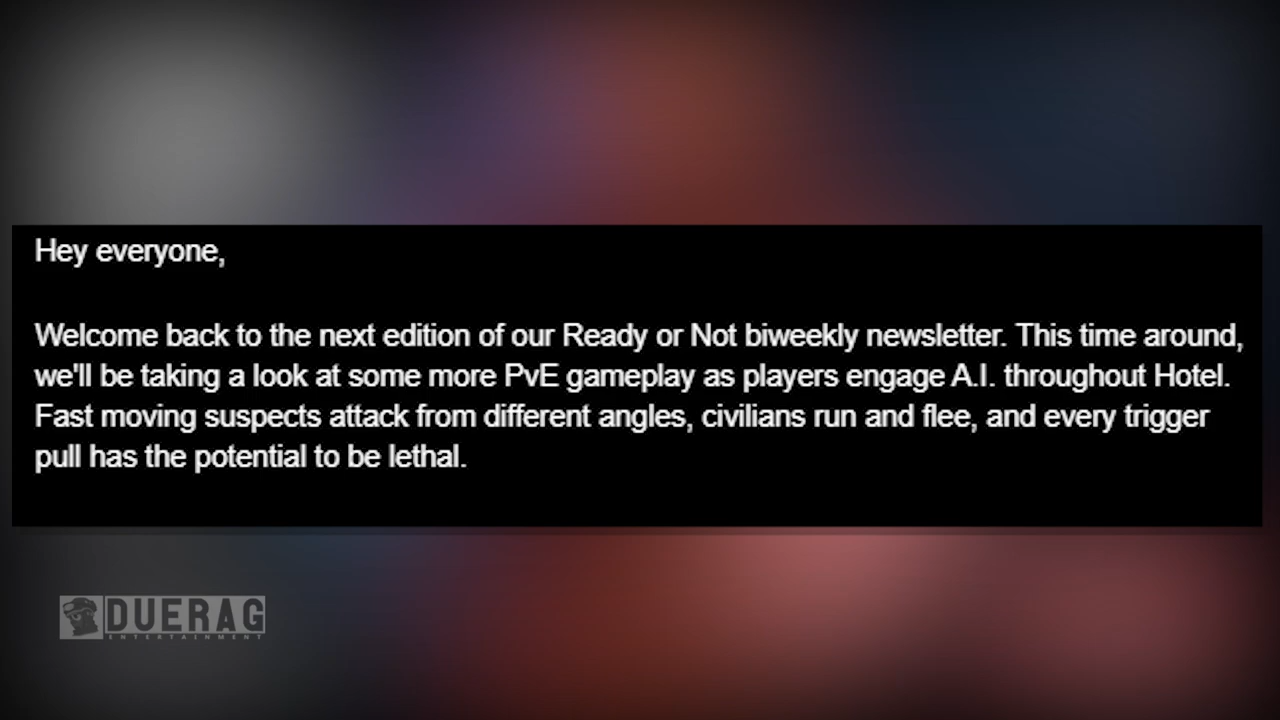 Hey everyone,
Welcome back to the next edition of our Ready or Not biweekly newsletter. This time around,
we'll be taking a look at some more PvE gameplay as players engage A.I. throughout Hotel.
Fast moving suspects attack from different angles, civilians run and flee, and every trigger
pull has the potential to be lethal.
DUERAG
ENTERTAINMENT